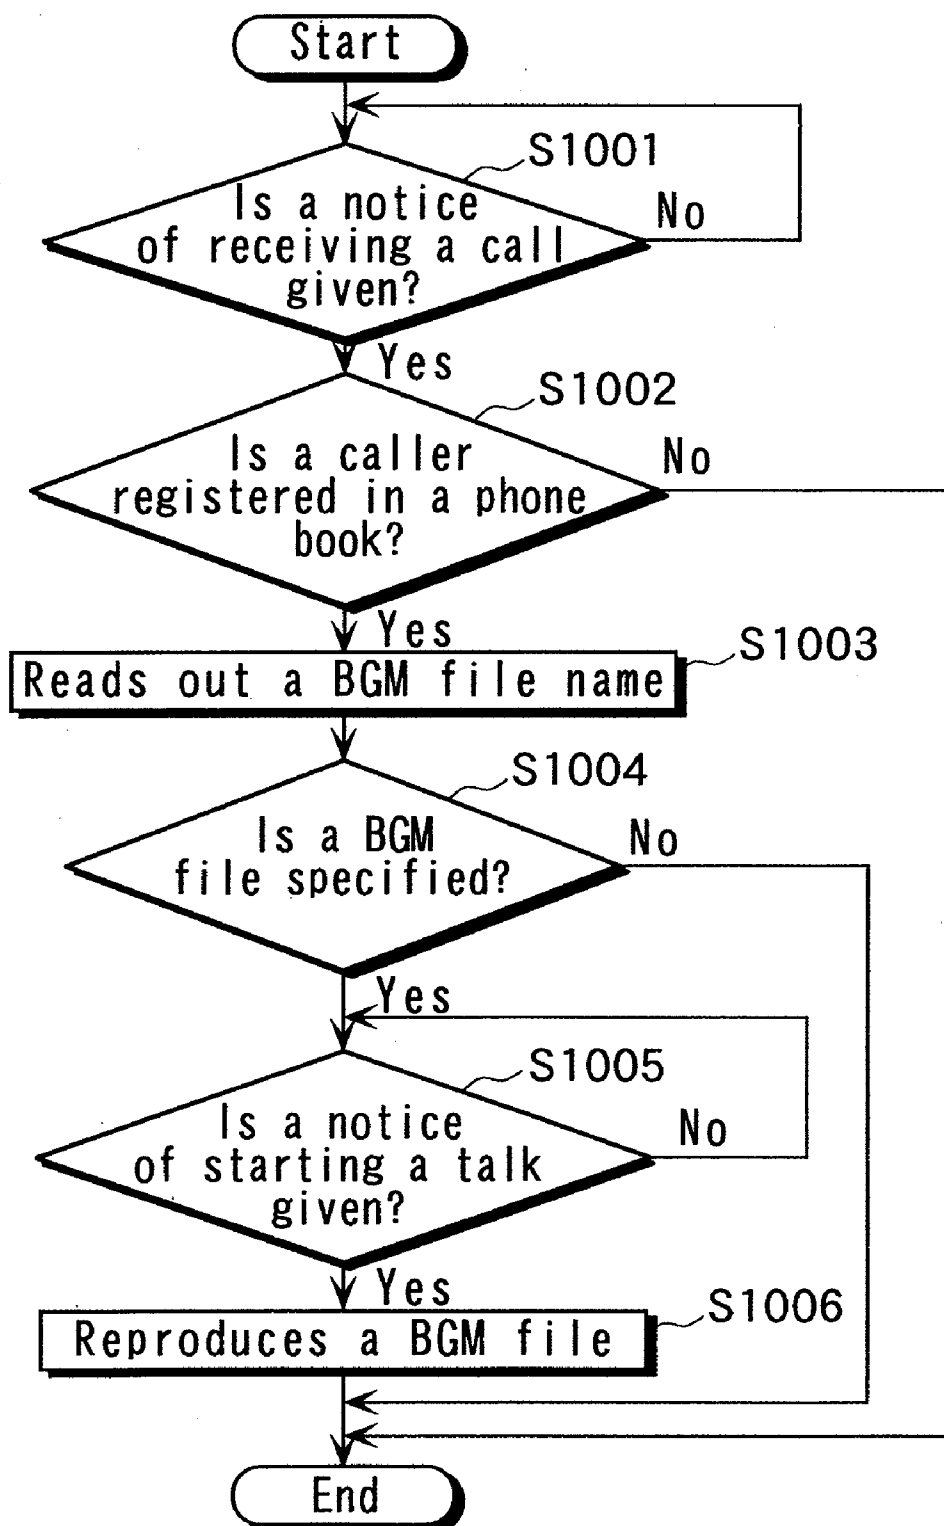 Start
S1001
Is a notice
of receiving a call
given?
No
Yes
S1002
Is a caller
registered in a phone
book?
No
Yes
S1003
Reads out a BGM file name
S1004
Is a BGM
file specified?
No
Yes
S1005
Is a notice
of starting a talk
given?
No
Yes
S1006
Reproduces a BGM file
End